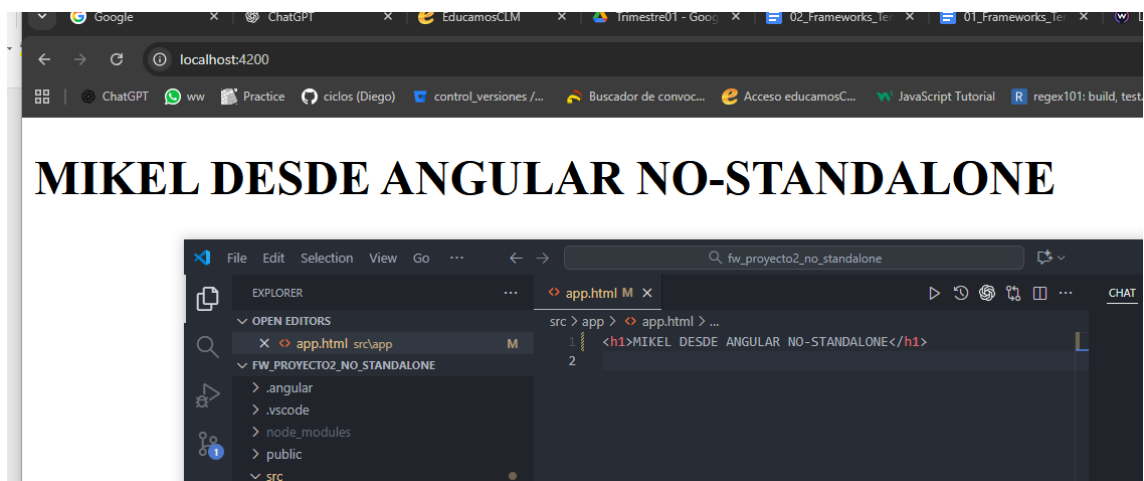 Google
ChatGPT
EducamosCLM
Trimestre01 - Goog
02_Frameworks_Ter
01_Frameworks_Ter
localhost:4200
ChatGPT
ww
Practice
ciclos (Diego)
control_versiones /...
Buscador de convoc...
Acceso educamosC...
JavaScript Tutorial
regex101: build, test.
MIKEL DESDE ANGULAR NO-STANDALONE
File Edit Selection View Go ...
fw_proyecto2_no_standalone
EXPLORER
app.html M
CHAT
OPEN EDITORS
src > app > app.html > ...
app.html src\app M
1 <h1>MIKEL DESDE ANGULAR NO-STANDALONE</h1>
FW_PROYECTO2_NO_STANDALONE
2
.angular
.vscode
node_modules
1
public
src